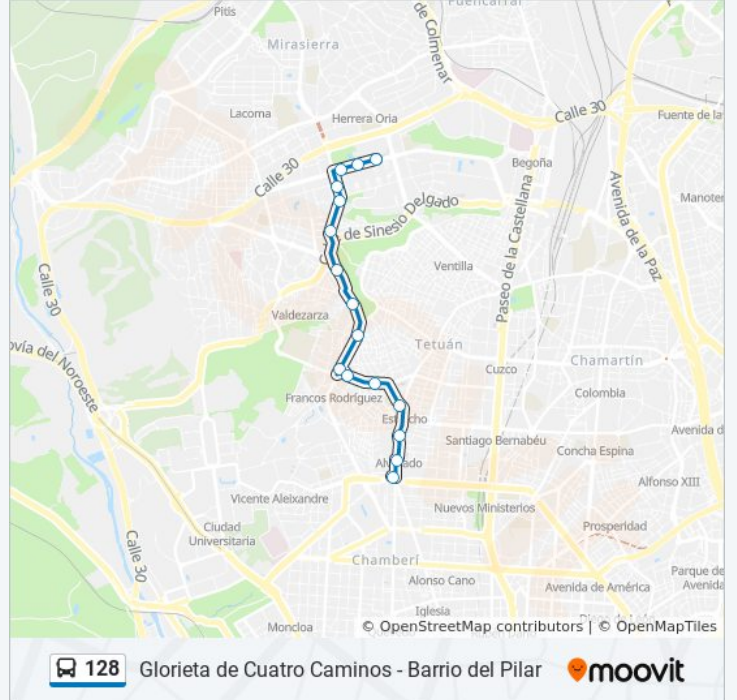 Fuencarral
Pitis
de Colmenar
Mirasierra
Lacoma
Herrera Oria
Calle 30
Fuente de la
Calle 30
Begoña
Avenida de la Paz
Manoter
de Sinesio Delgado
Paseo de la Castellana
Ventilla
Calle 30
Valdezarza
Tetuán
ovía del Noroeste
Chamartín
Cuzco
Francos Rodríguez
Colombia
Avenida d
Santiago Bernabéu
Concha Espina
Alfonso XIII
Vicente Aleixandre
Nuevos Ministerios
Ciudad
Universitaria
Prosperidad
Calle 30
Chamberí
Parque de
Avenida
Alonso Cano
Avenida de América
Iglesia
Moncloa
© OpenStreetMap contributors | © OpenMapTiles
128 Glorieta de Cuatro Caminos - Barrio del Pilar moovit